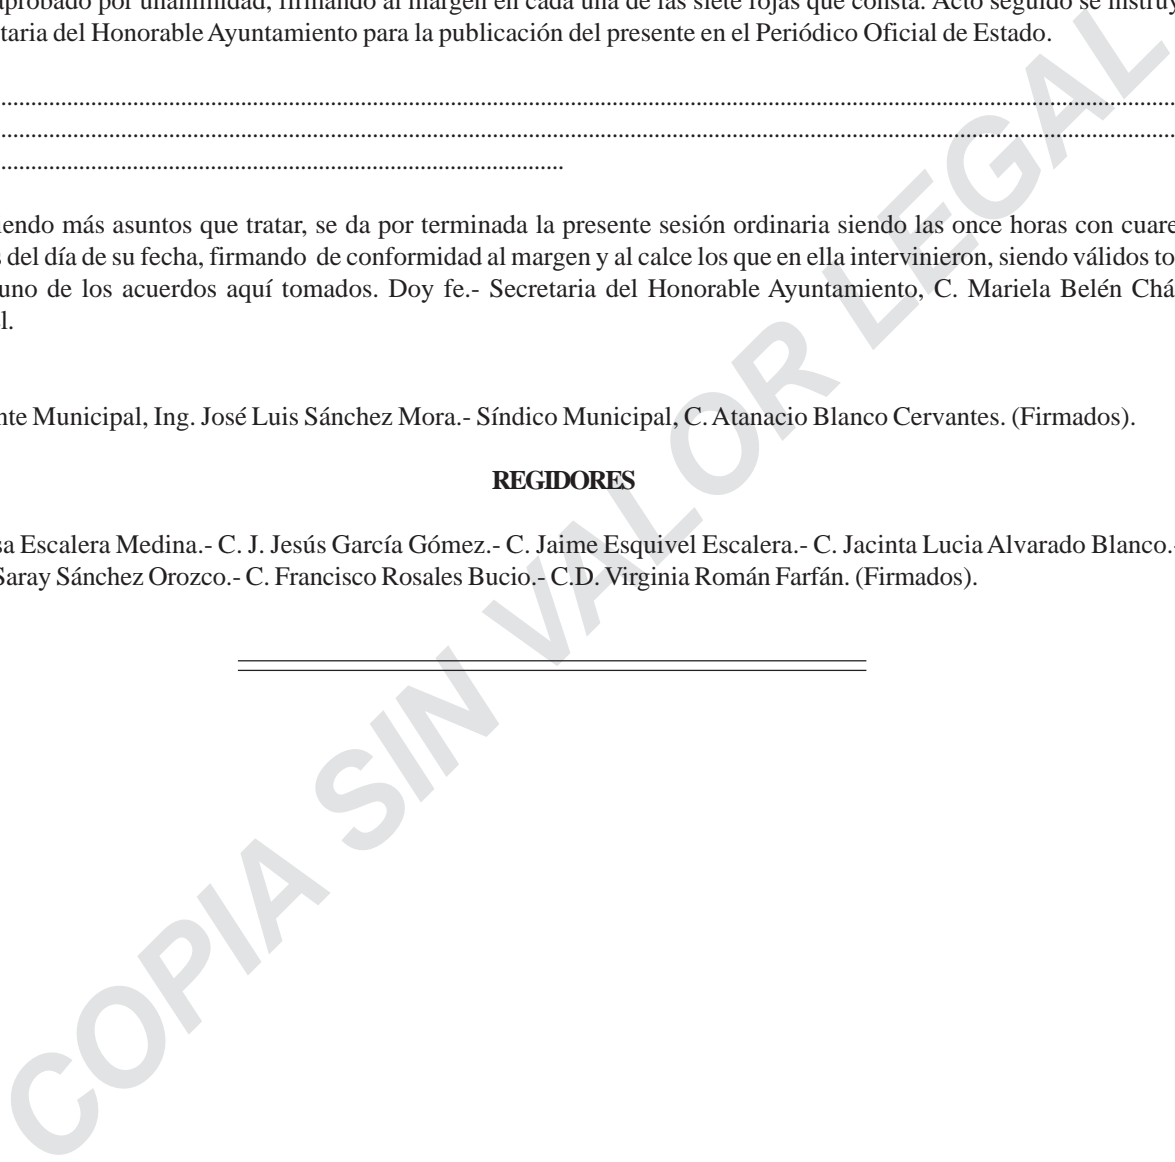 aprobado por unanimidad, firmando al margen en cada una de las siete fojas que consta. Acto seguido se instruy
taria del Honorable Ayuntamiento para la publicación del presente en el Periódico Oficial de Estado.
iendo más asuntos que tratar, se da por terminada la presente sesión ordinaria siendo las once horas con cuare
s del día de su fecha, firmando de conformidad al margen y al calce los que en ella intervinieron, siendo válidos to
uno de los acuerdos aquí tomados. Doy fe.- Secretaria del Honorable Ayuntamiento, C. Mariela Belén Chá
l.
nte Municipal, Ing. José Luis Sánchez Mora.- Síndico Municipal, C. Atanacio Blanco Cervantes. (Firmados).
REGIDORES
sa Escalera Medina.- C. J. Jesús García Gómez.- C. Jaime Esquivel Escalera.- C. Jacinta Lucia Alvarado Blanco.-
Saray Sánchez Orozco.- C. Francisco Rosales Bucio.- C.D. Virginia Román Farfán. (Firmados).
COPIA SIN VALOR LEGAL